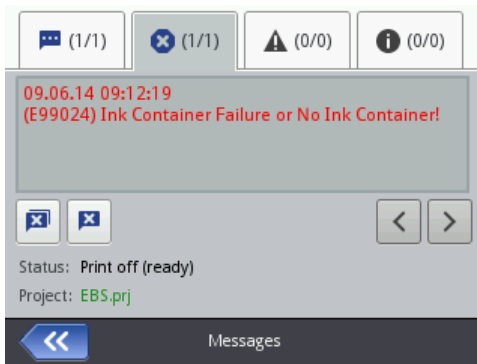 (1/1)
(1/1)
(0/0)
(0/0)
09.06.14 09:12:19
(E99024) Ink Container Failure or No Ink Container!
Status: Print off (ready)
Project: EBS.prj
Messages